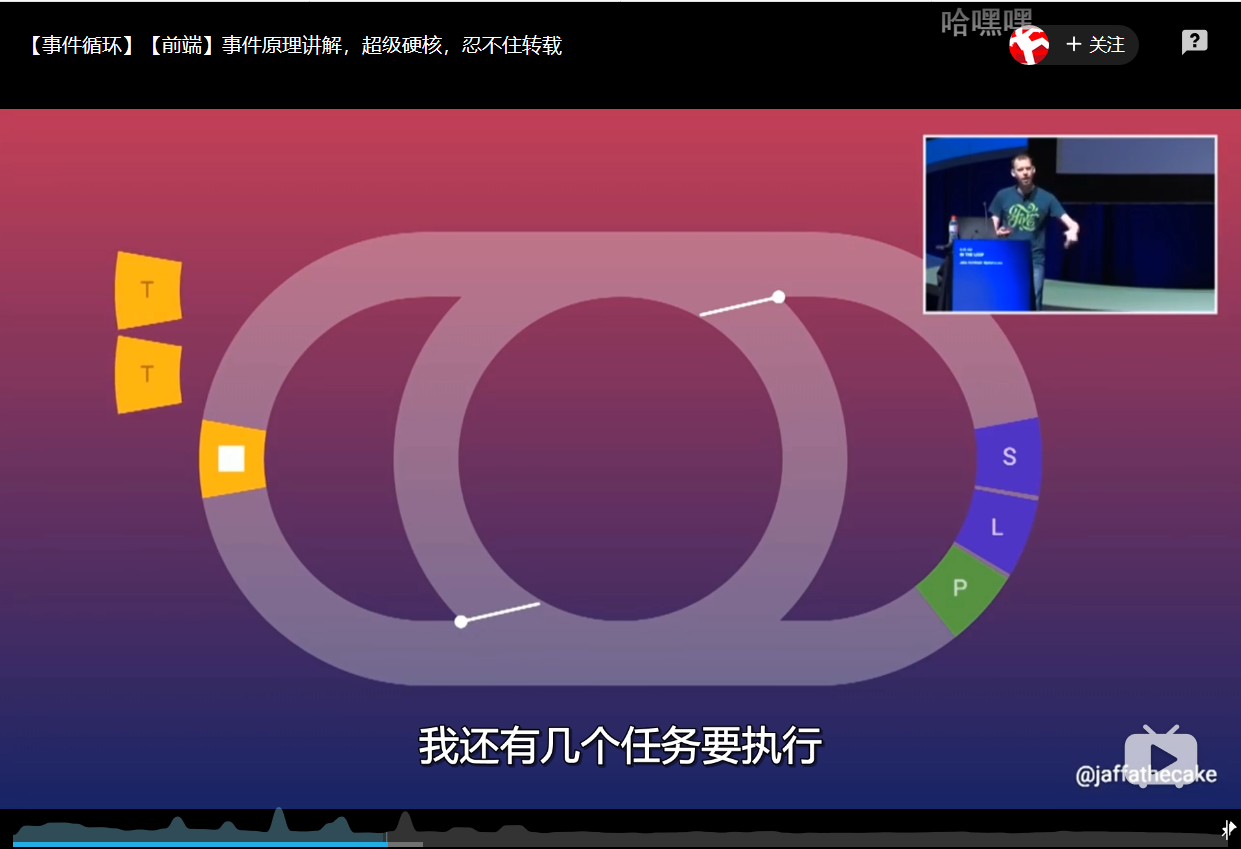 哈嘿嘿
【事件循环】【前端】事件原理讲解，超级硬核，忍不住转载
+ 关注
?
T
T
S
L
P
IN THE LOOP
我还有几个任务要执行
@jaffathecake